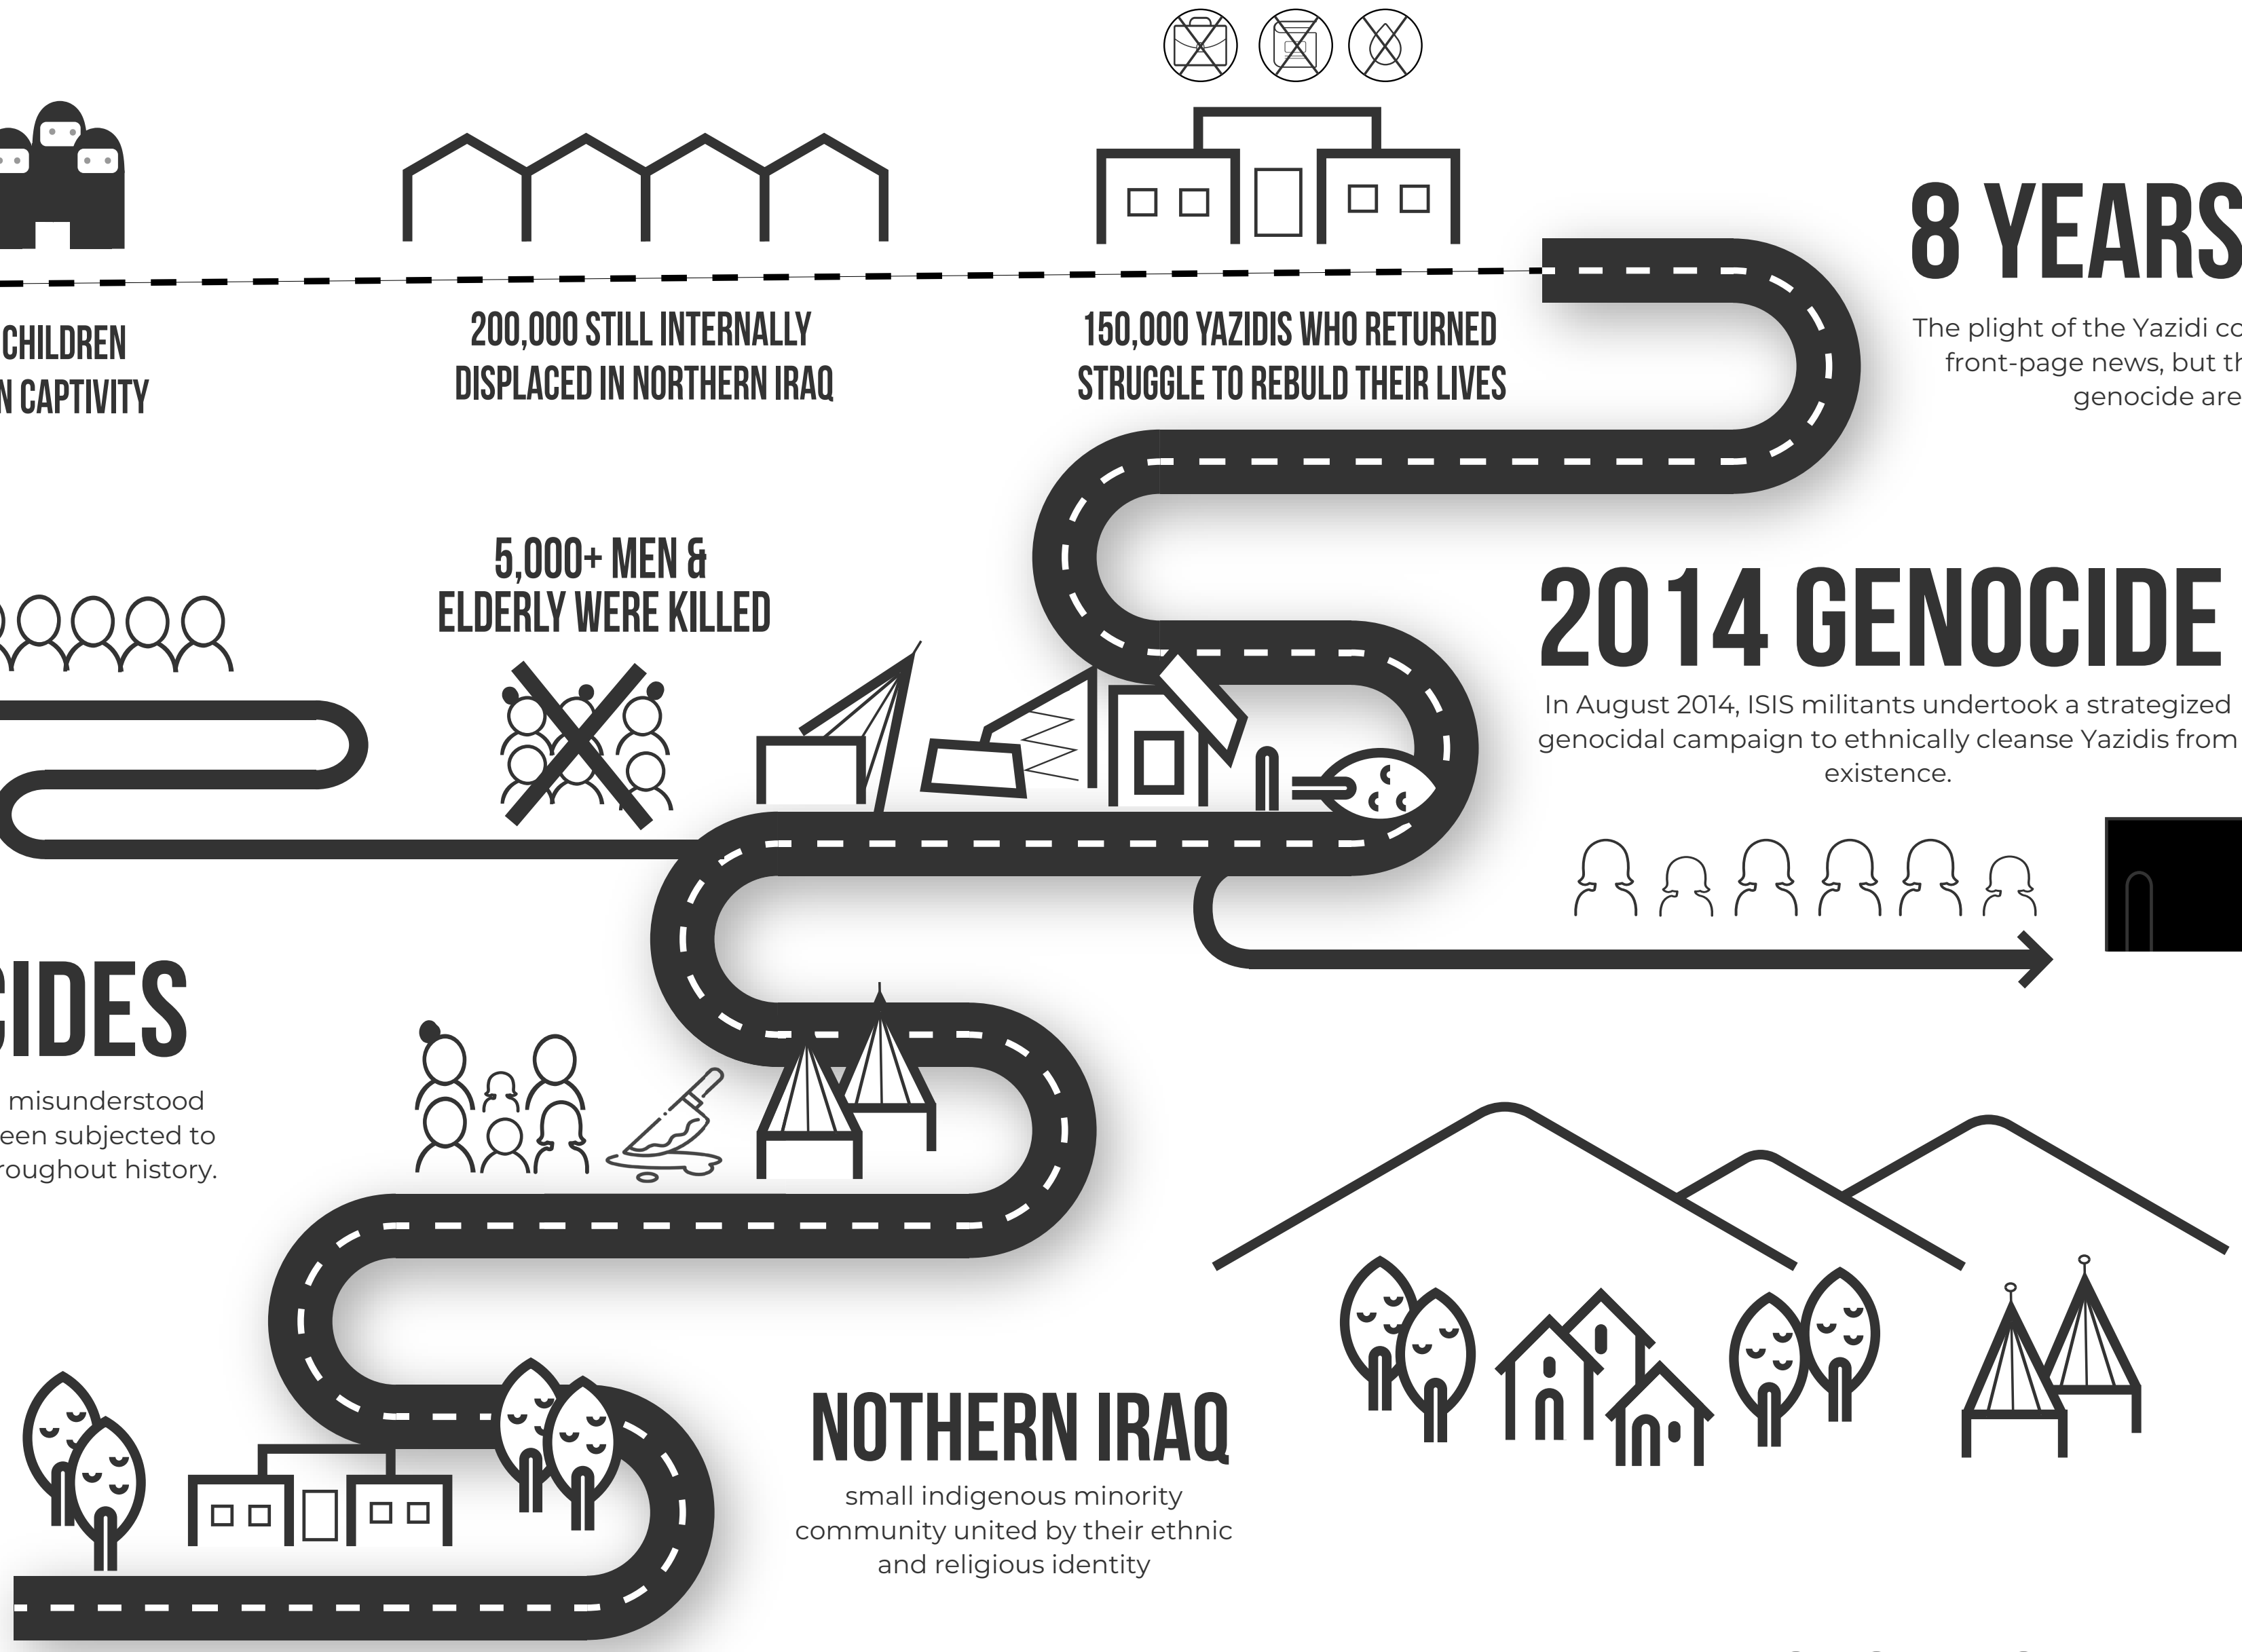 8 YEARS
The plight of the Yazidi
front-page news, but
genocide are
CHILDREN
CAPTIVITY
200,000 STILL INTERNALLY
DISPLACED IN NORTHERN IRAQ
150,000 YAZIDIS WHO RETURNED
STRUGGLE TO REBULD THEIR LIVES
5,000+ MEN &
ELDERLY WERE KILLED
2014 GENOCIDE
In August 2014, ISIS militants undertook a strategized
genocidal campaign to ethnically cleanse Yazidis from
existence.
CIDES
misunderstood
een subjected to
roughout history.
NOTHERN IRAQ
small indigenous minority
community united by their ethnic
and religious identity